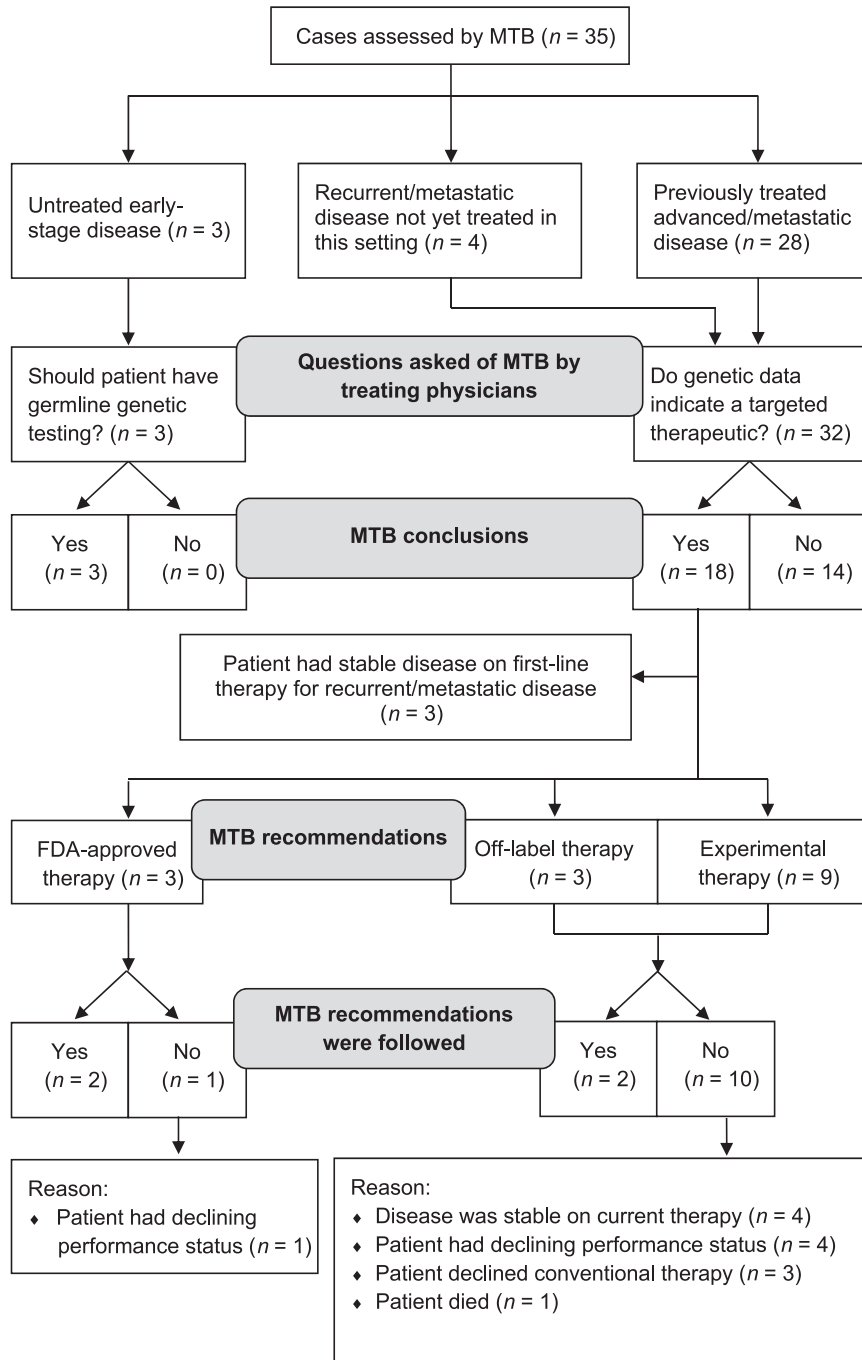 Cases assessed by MTB (n = 35)
Untreated early-
stage disease (n = 3)
Recurrent/metastatic
disease not yet treated in
this setting (n = 4)
Previously treated
advanced/metastatic
disease (n = 28)
Questions asked of MTB by
treating physicians
Should patient have
germline genetic
testing? (n = 3)
Do genetic data
indicate a targeted
therapeutic? (n = 32)
MTB conclusions
Yes
(n = 3)
No
(n = 0)
Yes
(n = 18)
No
(n = 14)
Patient had stable disease on first-line
therapy for recurrent/metastatic disease
(n = 3)
MTB recommendations
FDA-approved
therapy (n = 3)
Off-label therapy
(n = 3)
Experimental
therapy (n = 9)
MTB recommendations
were followed
Yes
(n = 2)
No
(n = 1)
Yes
(n = 2)
No
(n = 10)
Reason:
♦ Patient had declining
performance status (n = 1)
Reason:
♦ Disease was stable on current therapy (n = 4)
♦ Patient had declining performance status (n = 4)
♦ Patient declined conventional therapy (n = 3)
♦ Patient died (n = 1)